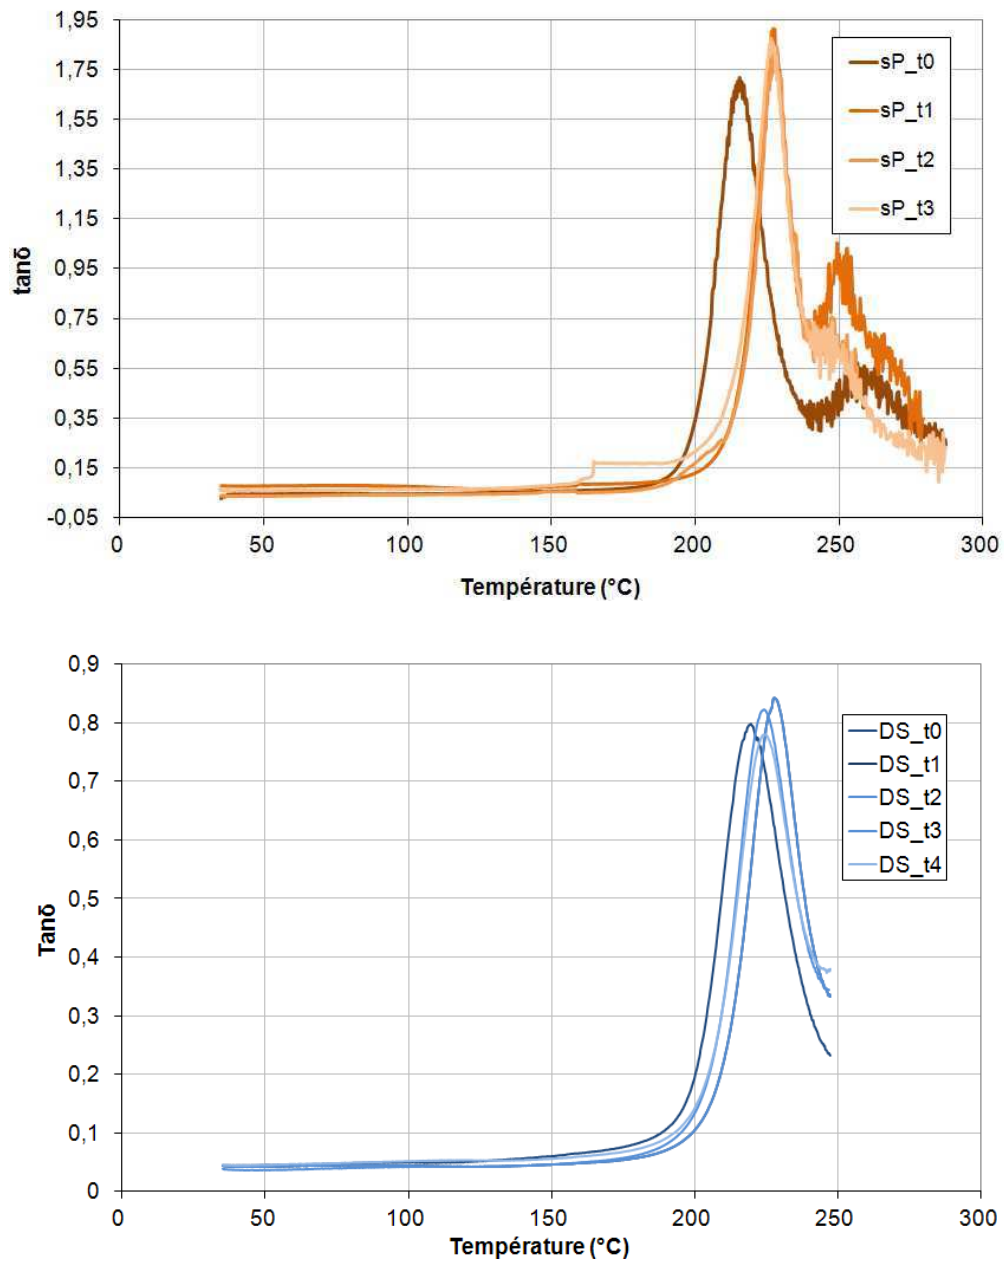 1,95
1,75
1,55
1,35
1,15
0,95
0,75
0,55
0,35
0,15
-0,05
tanδ
0 50 100 150 200 250 300
Température (°C)
sP_t0
sP_t1
sP_t2
sP_t3
0,9
0,8
0,7
0,6
0,5
0,4
0,3
0,2
0,1
0
Tanδ
0 50 100 150 200 250 300
Température (°C)
DS_t0
DS_t1
DS_t2
DS_t3
DS_t4